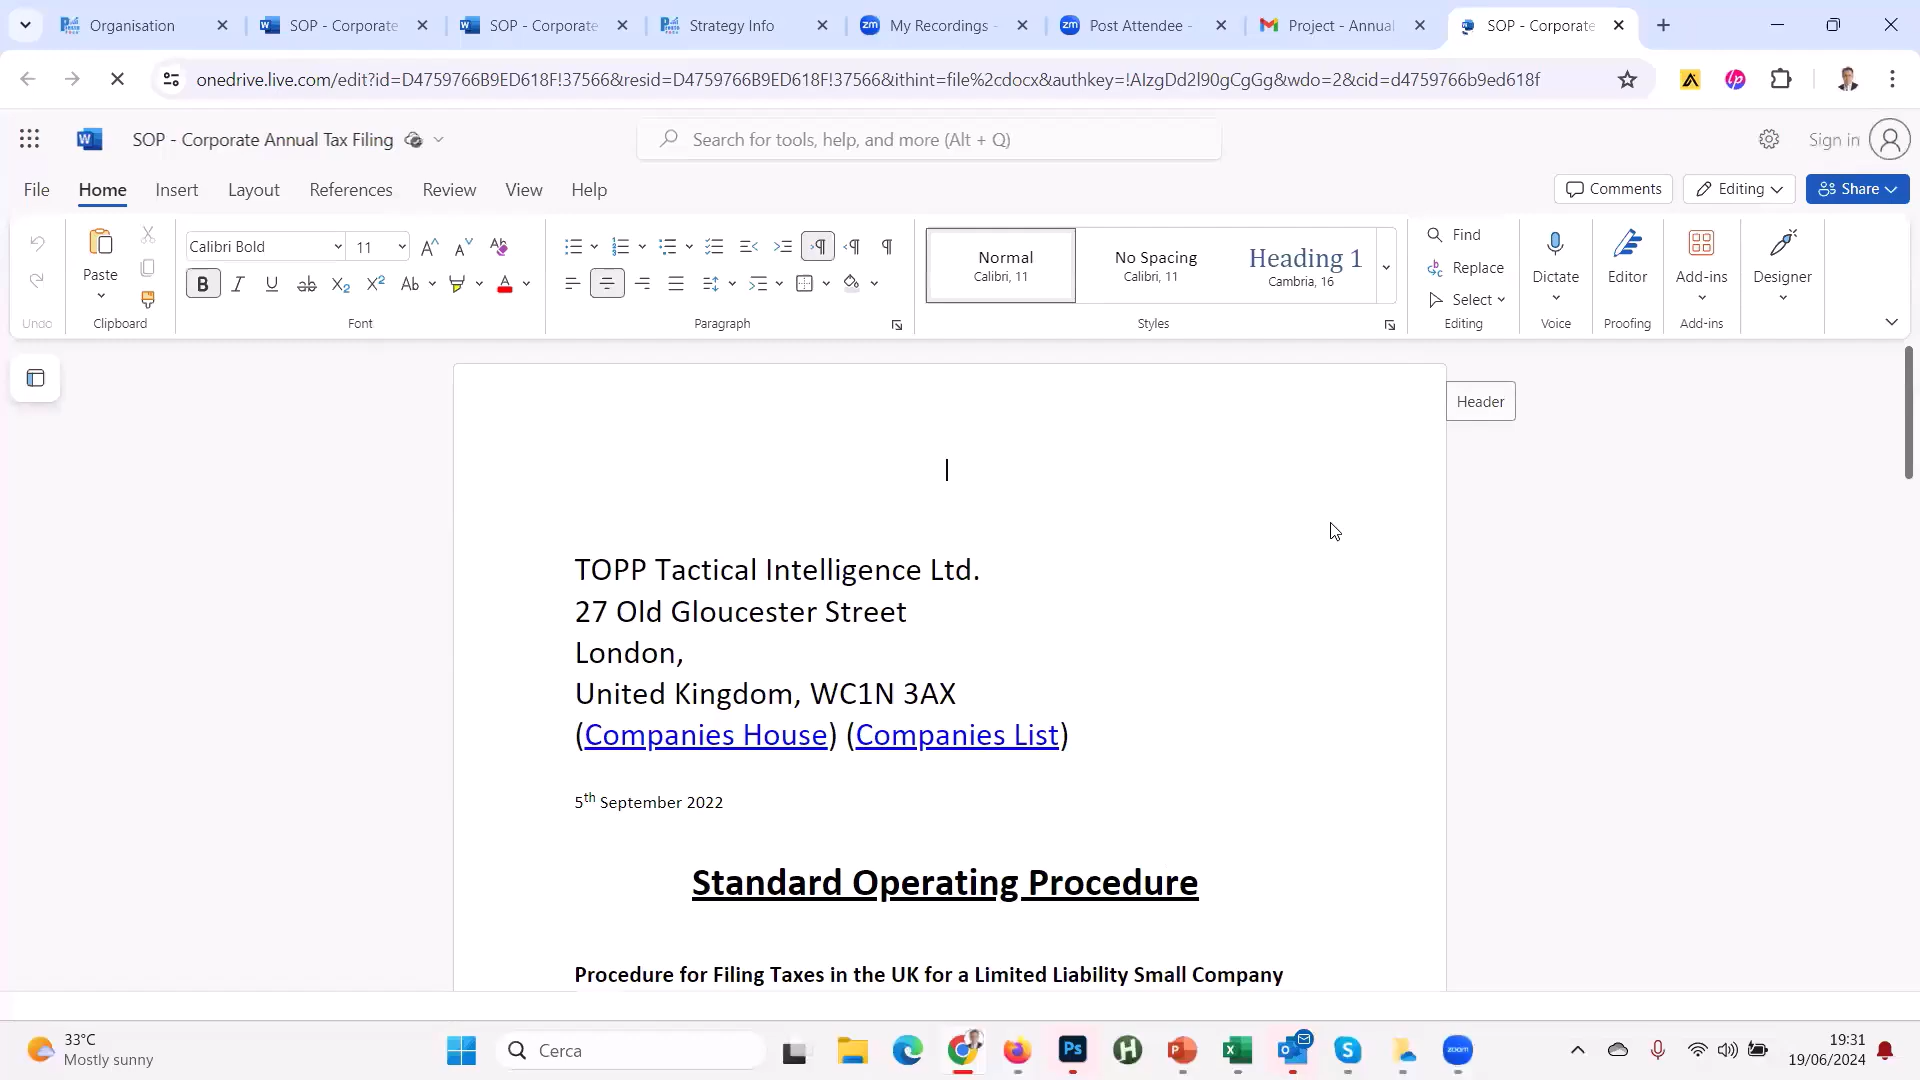 Organisation
SOP - Corporate
SOP - Corporate
Strategy Info
My Recordings -
Post Attendee -
Project - Annual
SOP - Corporate
onedrive.live.com/edit?id=D4759766B9ED618F!37566&resid=D4759766B9ED618F!37566&ithint=file%2cdocx&authkey=!AIzgDd2l90gCgGg&wdo=2&cid=d4759766b9ed618f
SOP - Corporate Annual Tax Filing
Search for tools, help, and more (Alt + Q)
Sign in
File
Home
Insert
Layout
References
Review
View
Help
Comments
Editing
Share
Paste
Undo
Clipboard
Calibri Bold
11
Font
Paragraph
Normal
Calibri, 11
No Spacing
Calibri, 11
Heading 1
Cambria, 16
Styles
Find
Replace
Select
Editing
Dictate
Voice
Editor
Proofing
Add-ins
Add-ins
Designer
Header
TOPP Tactical Intelligence Ltd.
27 Old Gloucester Street
London,
United Kingdom, WC1N 3AX
(Companies House) (Companies List)
5th September 2022
Standard Operating Procedure
Procedure for Filing Taxes in the UK for a Limited Liability Small Company
33°C
Mostly sunny
Cerca
19:31
19/06/2024